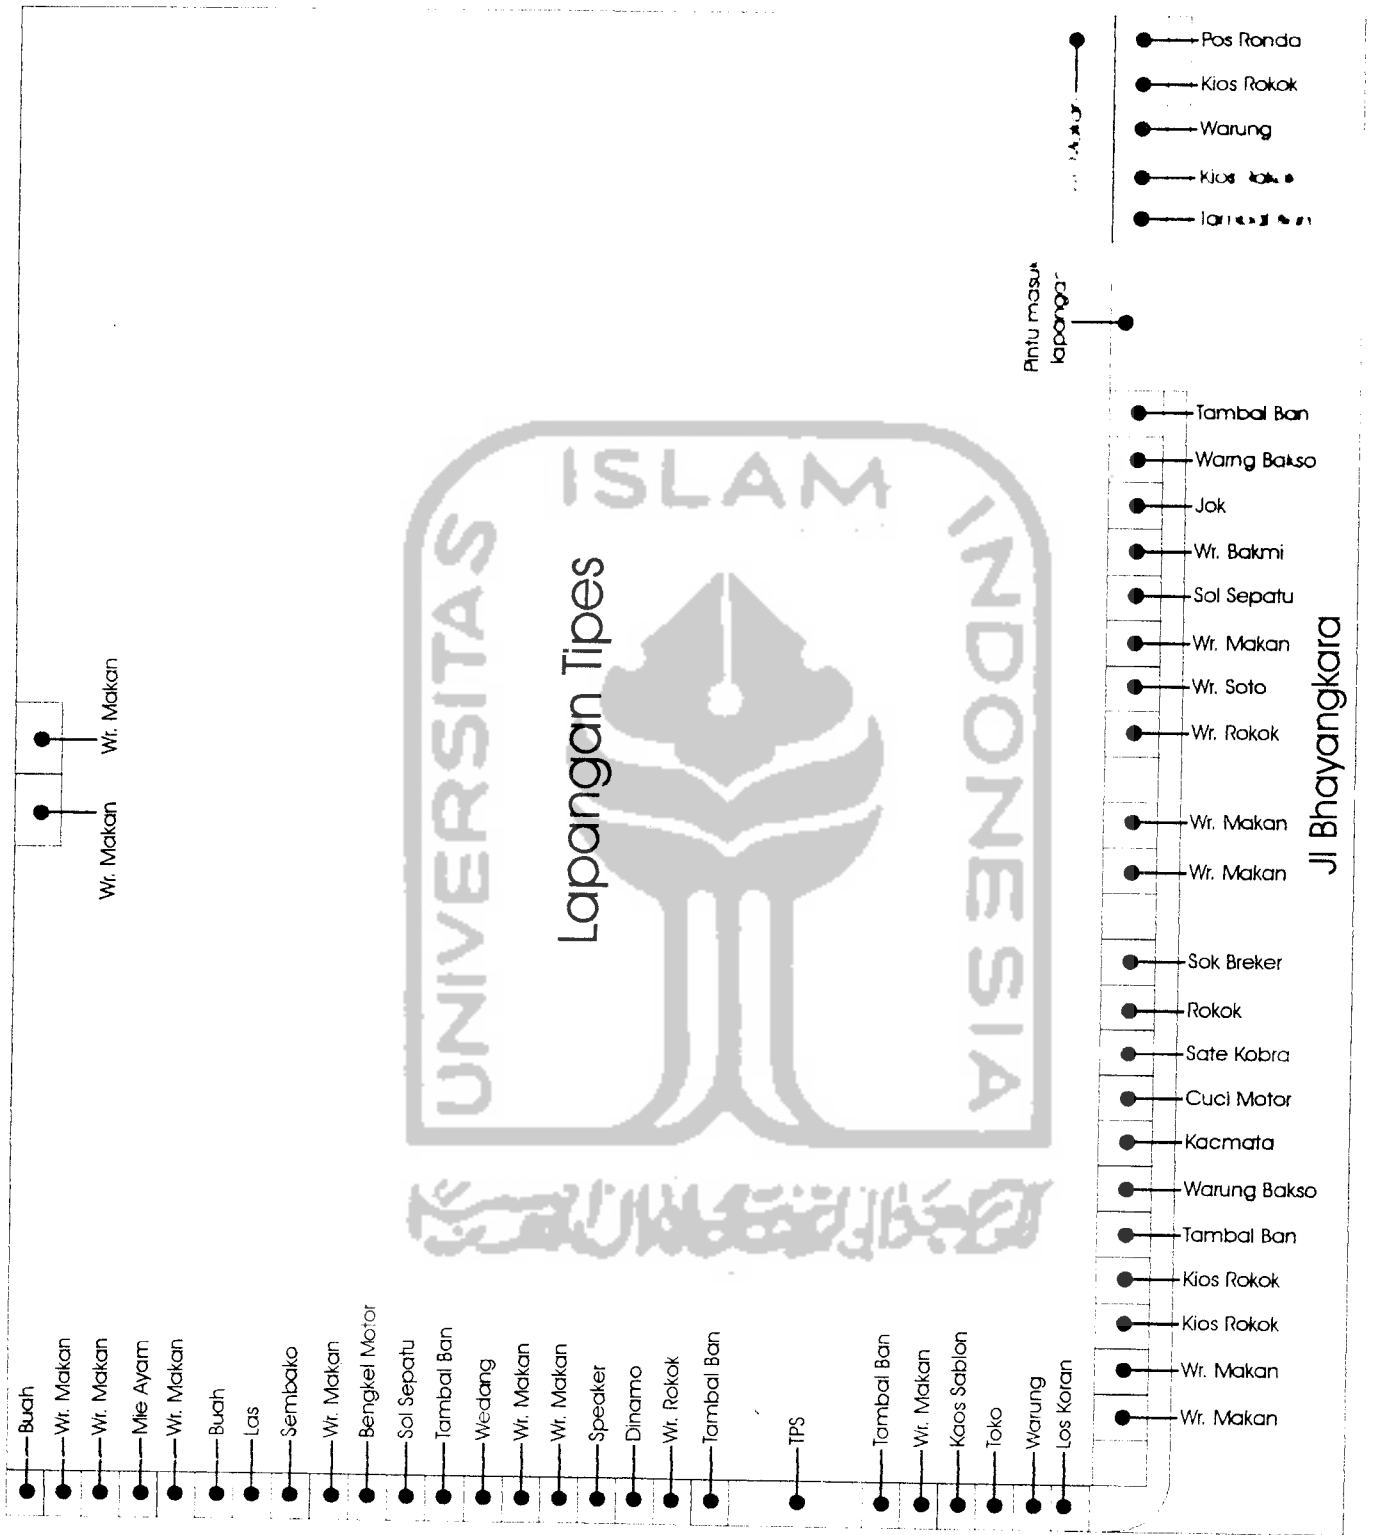 Pos Ronda
Kios Rokok
Warung
Kios
Pintu masuk
lapangan
Tambal Ban
Warng Bakso
Jok
Wr. Bakmi
Sol Sepatu
Wr. Makan
Wr. Soto
Wr. Rokok
Wr. Makan
Wr. Makan
Sok Breker
Rokok
Sate Kobra
Cuci Motor
Kacmata
Warung Bakso
Tambal Ban
Kios Rokok
Kios Rokok
Wr. Makan
Wr. Makan
Jl Bhayangkara
Lapangan Tipes
UNIVERSITAS
ISLAM
INDONESIA
Wr. Makan
Wr. Makan
Buah
Wr. Makan
Wr. Makan
Mie Ayam
Wr. Makan
Buah
Las
Sembako
Wr. Makan
Bengkel Motor
Sol Sepatu
Tambal Ban
Wedang
Wr. Makan
Wr. Makan
Speaker
Dinamo
Wr. Rokok
Tambal Ban
TPS
Tambal Ban
Wr. Makan
Kaos Sablon
Toko
Warung
Los Koran